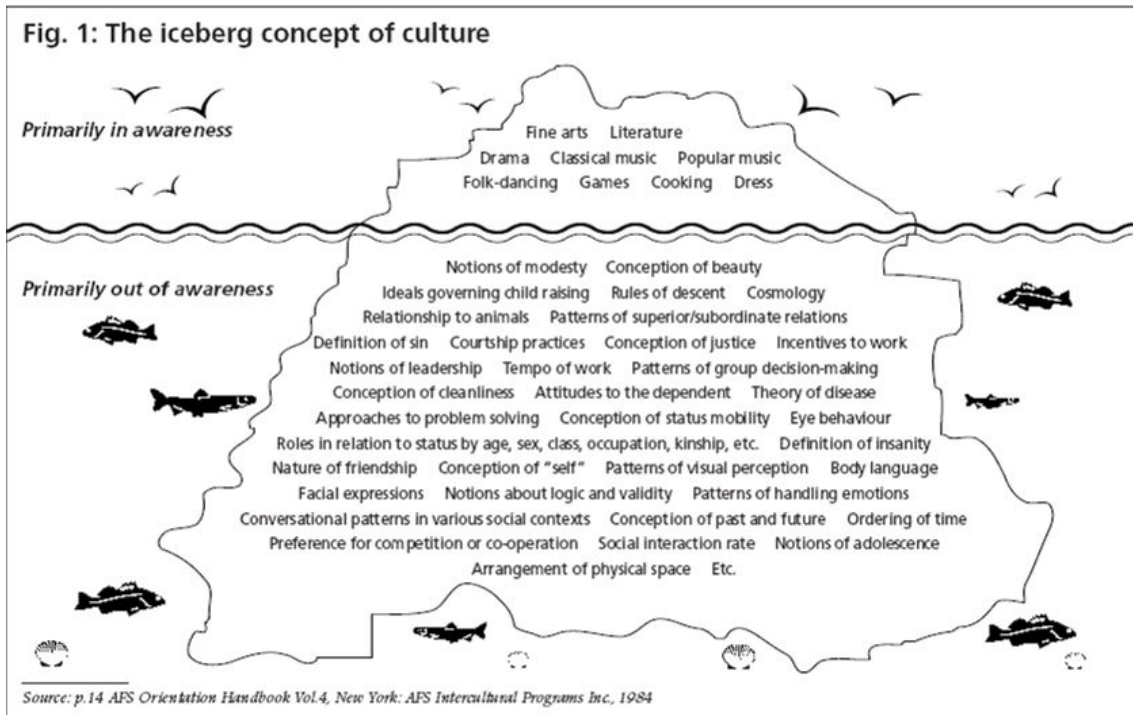 Fig. 1: The iceberg concept of culture
Primarily in awareness
Fine arts Literature
Drama Classical music Popular music
Folk-dancing Games Cooking Dress
Primarily out of awareness
Notions of modesty Conception of beauty
Ideals governing child raising Rules of descent Cosmology
Relationship to animals Patterns of superior/subordinate relations
Definition of sin Courtship practices Conception of justice Incentives to work
Notions of leadership Tempo of work Patterns of group decision-making
Conception of cleanliness Attitudes to the dependent Theory of disease
Approaches to problem solving Conception of status mobility Eye behaviour
Roles in relation to status by age, sex, class, occupation, kinship, etc. Definition of insanity
Nature of friendship Conception of "self" Patterns of visual perception Body language
Facial expressions Notions about logic and validity Patterns of handling emotions
Conversational patterns in various social contexts Conception of past and future Ordering of time
Preference for competition or co-operation Social interaction rate Notions of adolescence
Arrangement of physical space Etc.
Source: p.14 AFS Orientation Handbook Vol.4, New York: AFS Intercultural Programs Inc., 1984